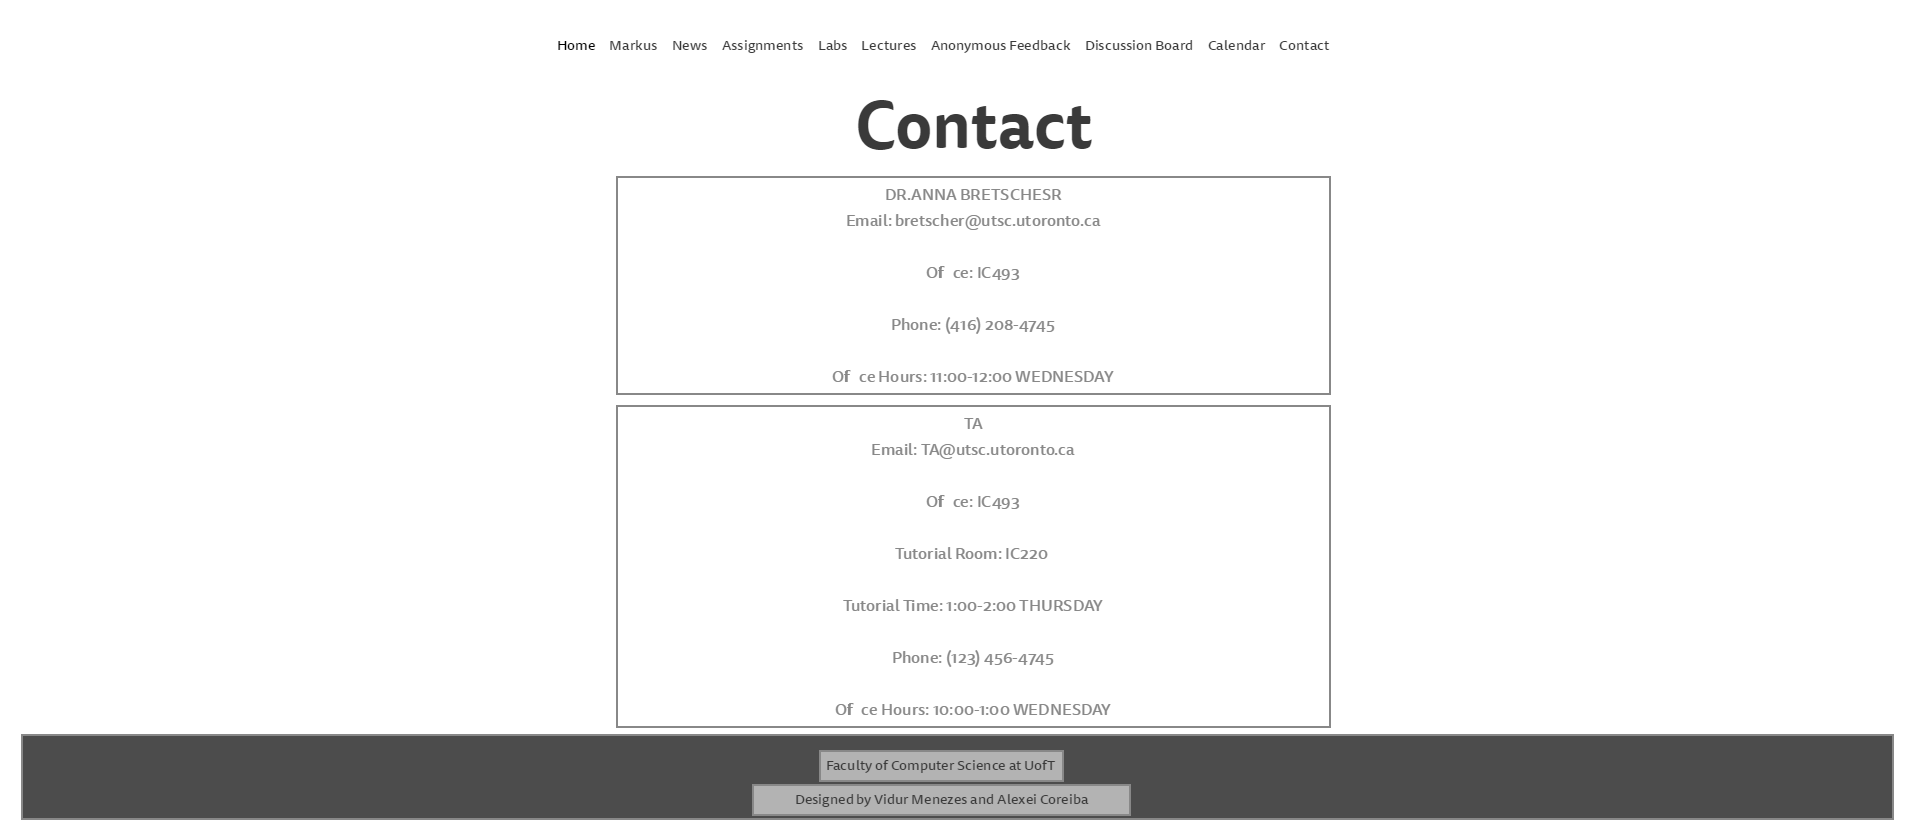 Home Markus News Assignments Labs Lectures Anonymous Feedback Discussion Board Calendar Contact
Contact
DR.ANNA BRETSCHESR
Email: bretscher@utsc.utoronto.ca
Of ce: IC493
Phone: (416) 208-4745
Of ce Hours: 11:00-12:00 WEDNESDAY
TA
Email: TA@utsc.utoronto.ca
Of ce: IC493
Tutorial Room: IC220
Tutorial Time: 1:00-2:00 THURSDAY
Phone: (123) 456-4745
Of ce Hours: 10:00-1:00 WEDNESDAY
Faculty of Computer Science at UofT
Designed by Vidur Menezes and Alexei Coreiba